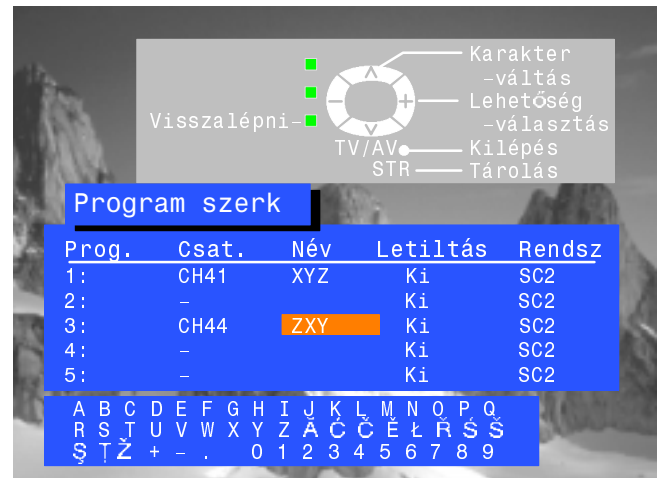 Karakter
-váltás
Lehetőség
Visszalépni-
-választás
TV/AV Kilépés
STR Tárolás
Program szerk
Prog. Csat. Név Letiltás Rendsz
1: CH41 XYZ Ki SC2
2: - Ki SC2
3: CH44 ZXY Ki SC2
4: - Ki SC2
5: - Ki SC2
A B C D E F G H I J K L M N O P Q
R S T U V W X Y Z Ă Ć Č Ě Ł Ř Ś Š
Ş Ţ Ž + - . 0 1 2 3 4 5 6 7 8 9